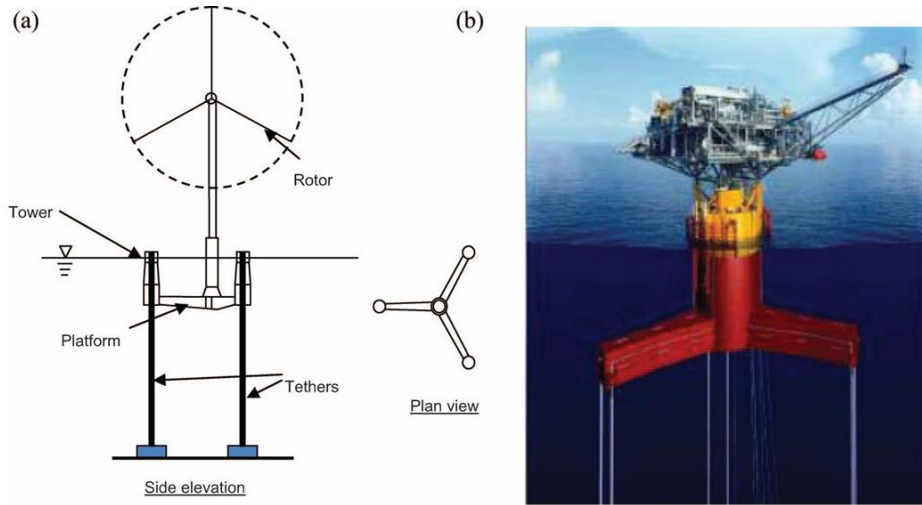 (a)
(b)
Rotor
Tower
Platform
Tethers
Plan view
Side elevation